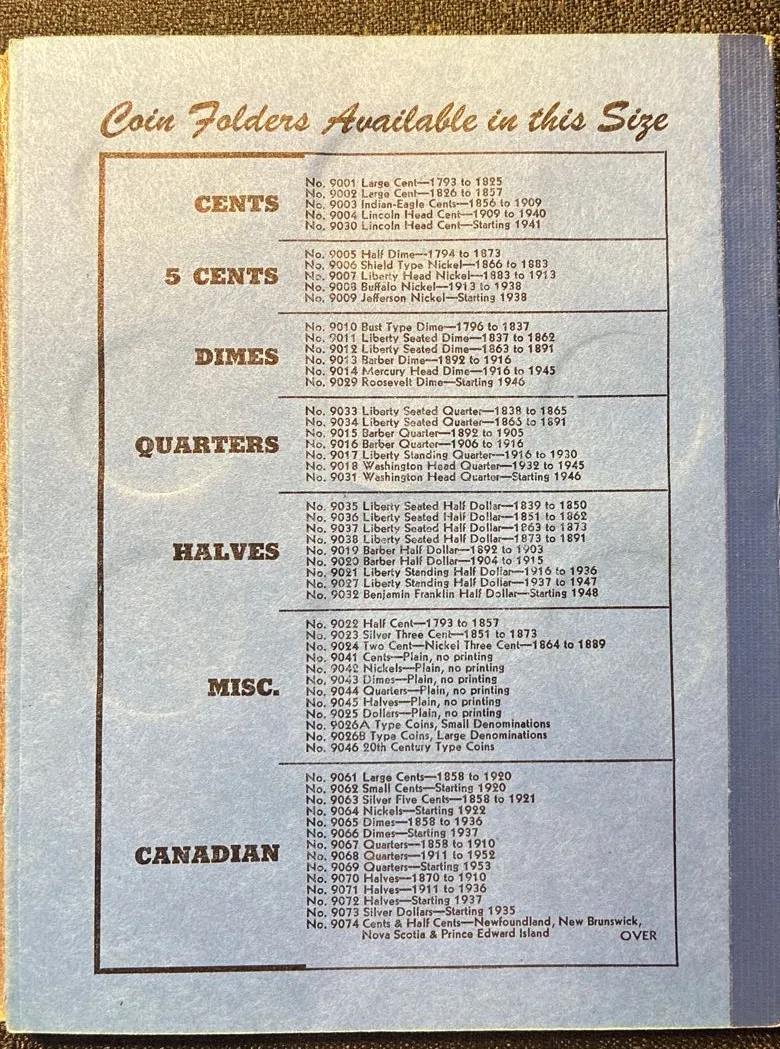 Coin Folders Available in this Size
CENTS
No. 9001 Large Cent—1793 to 1825
No. 9002 Large Cent—1826 to 1857
No. 9003 Indian-Eagle Cents—1856 to 1909
No. 9004 Lincoln Head Cent—1909 to 1940
No. 9030 Lincoln Head Cent—Starting 1941
5 CENTS
No. 9005 Half Dime—1794 to 1873
No. 9006 Shield Type Nickel—1866 to 1883
No. 9007 Liberty Head Nickel—1883 to 1913
No. 9008 Buffalo Nickel—1913 to 1938
No. 9009 Jefferson Nickel—Starting 1938
DIMES
No. 9010 Bust Type Dime—1796 to 1837
No. 9011 Liberty Seated Dime—1837 to 1862
No. 9012 Liberty Seated Dime—1863 to 1891
No. 9013 Barber Dime—1892 to 1916
No. 9014 Mercury Head Dime—1916 to 1945
No. 9029 Roosevelt Dime—Starting 1946
QUARTERS
No. 9033 Liberty Seated Quarter—1838 to 1865
No. 9034 Liberty Seated Quarter—1865 to 1891
No. 9015 Barber Quarter—1892 to 1905
No. 9016 Barber Quarter—1906 to 1916
No. 9017 Liberty Standing Quarter—1916 to 1930
No. 9018 Washington Head Quarter—1932 to 1945
No. 9031 Washington Head Quarter—Starting 1946
HALVES
No. 9035 Liberty Seated Half Dollar—1839 to 1850
No. 9036 Liberty Seated Half Dollar—1851 to 1862
No. 9037 Liberty Seated Half Dollar—1863 to 1873
No. 9038 Liberty Seated Half Dollar—1873 to 1891
No. 9019 Barber Half Dollar—1892 to 1903
No. 9020 Barber Half Dollar—1904 to 1915
No. 9021 Liberty Standing Half Dollar—1916 to 1936
No. 9027 Liberty Standing Half Dollar—1937 to 1947
No. 9032 Benjamin Franklin Half Dollar—Starting 1948
MISC.
No. 9022 Half Cent—1793 to 1857
No. 9023 Silver Three Cent—1851 to 1873
No. 9024 Two Cent—Nickel Three Cent—1864 to 1889
No. 9041 Cents—Plain, no printing
No. 9042 Nickels—Plain, no printing
No. 9043 Dimes—Plain, no printing
No. 9044 Quarters—Plain, no printing
No. 9045 Halves—Plain, no printing
No. 9025 Dollars—Plain, no printing
No. 9026A Type Coins, Small Denominations
No. 9026B Type Coins, Large Denominations
No. 9046 20th Century Type Coins
CANADIAN
No. 9061 Large Cents—1858 to 1920
No. 9062 Small Cents—Starting 1920
No. 9063 Silver Five Cents—1858 to 1921
No. 9064 Nickels—Starting 1922
No. 9065 Dimes—1858 to 1936
No. 9066 Dimes—Starting 1937
No. 9067 Quarters—1858 to 1910
No. 9068 Quarters—1911 to 1952
No. 9069 Quarters—Starting 1953
No. 9070 Halves—1870 to 1910
No. 9071 Halves—1911 to 1936
No. 9072 Halves—Starting 1937
No. 9073 Silver Dollars—Starting 1935
No. 9074 Cents & Half Cents—Newfoundland, New Brunswick,
Nova Scotia & Prince Edward Island
OVER